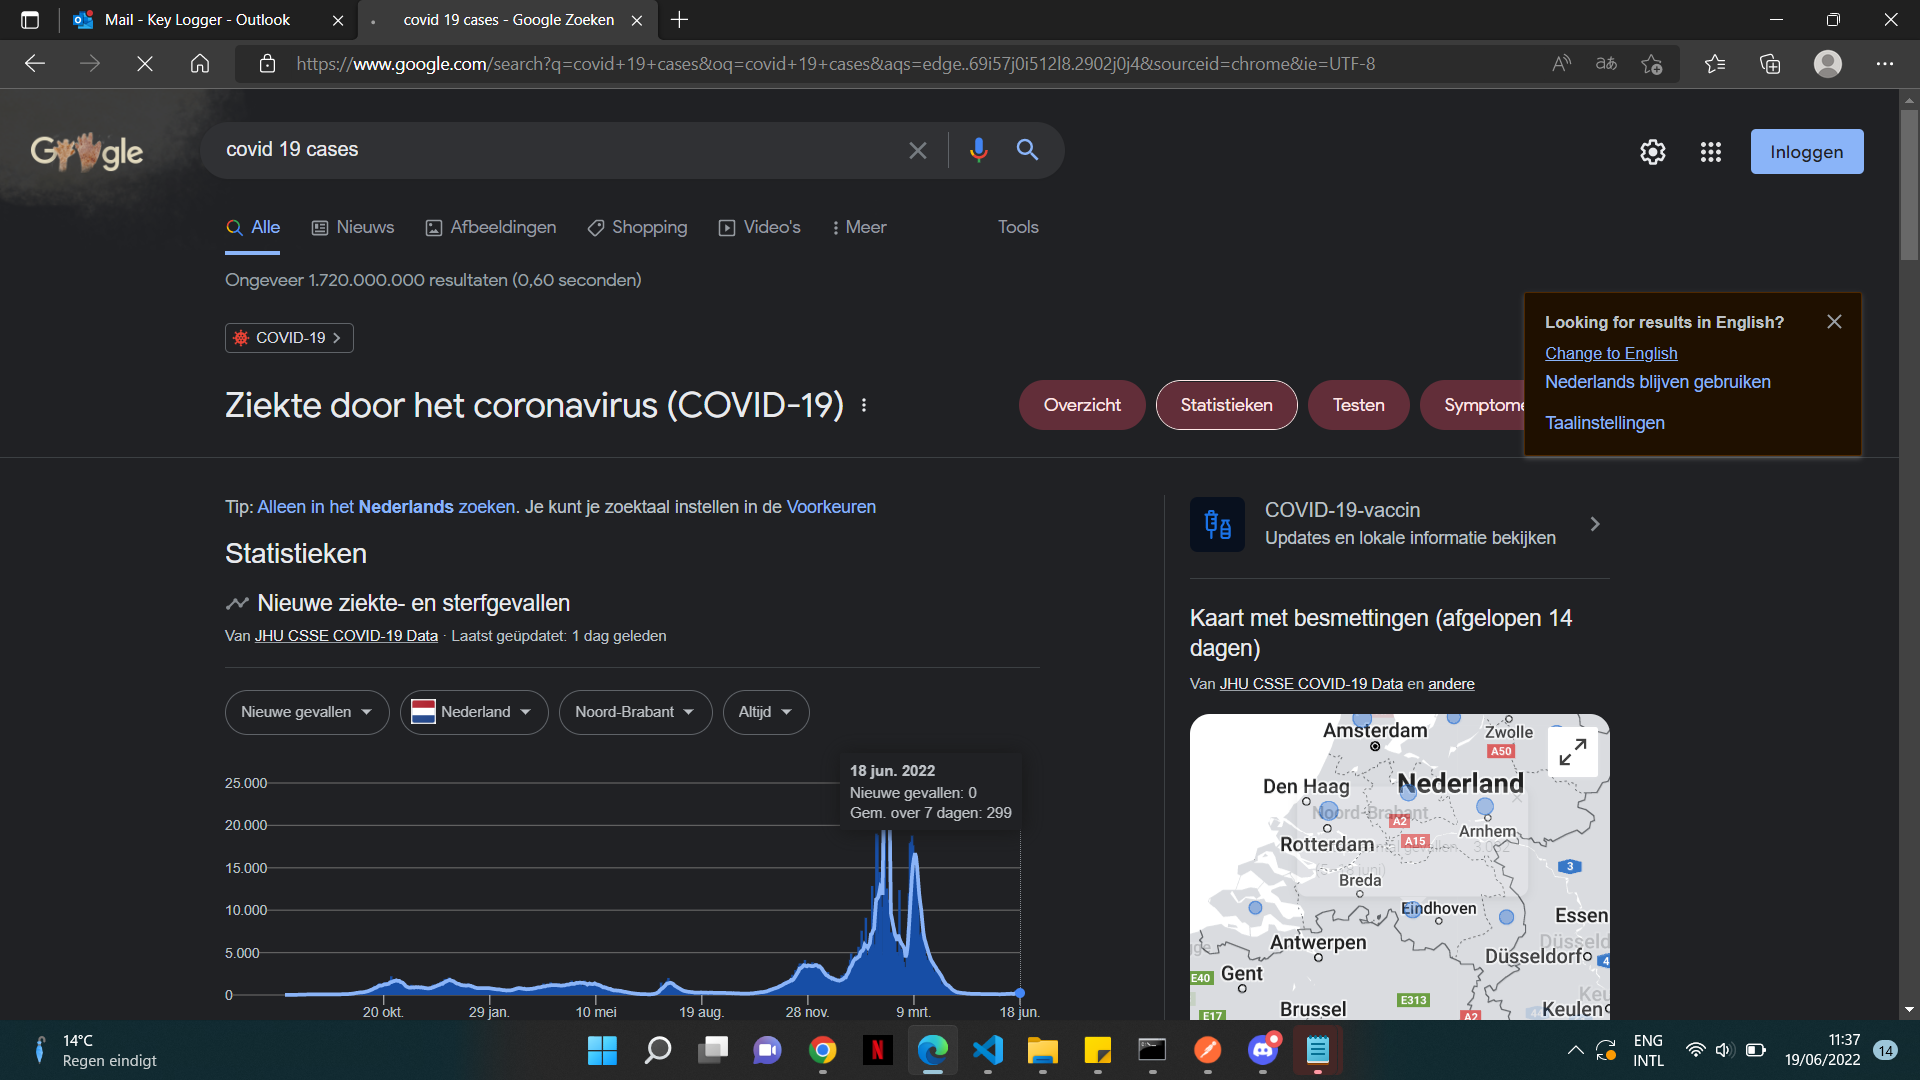 Mail - Key Logger - Outlook
covid 19 cases - Google Zoeken
https://www.google.com/search?q=covid+19+cases&oq=covid+19+cases&aqs=edge..69i57j0i512l8.2902j0j4&sourceid=chrome&ie=UTF-8
Google
covid 19 cases
Inloggen
Alle
Nieuws
Afbeeldingen
Shopping
Video's
Meer
Tools
Ongeveer 1.720.000.000 resultaten (0,60 seconden)
Looking for results in English?
Change to English
Nederlands blijven gebruiken
Taalinstellingen
COVID-19
Ziekte door het coronavirus (COVID-19)
Overzicht
Statistieken
Testen
Symptome
Tip: Alleen in het Nederlands zoeken. Je kunt je zoektaal instellen in de Voorkeuren
Statistieken
Nieuwe ziekte- en sterfgevallen
Van JHU CSSE COVID-19 Data · Laatst geüpdatet: 1 dag geleden
Nieuwe gevallen
Nederland
Noord-Brabant
Altijd
18 jun. 2022
Nieuwe gevallen: 0
Gem. over 7 dagen: 299
25.000
20.000
15.000
10.000
5.000
0
20 okt.
29 jan.
10 mei
19 aug.
28 nov.
9 mrt.
18 jun.
COVID-19-vaccin
Updates en lokale informatie bekijken
Kaart met besmettingen (afgelopen 14
dagen)
Van JHU CSSE COVID-19 Data en andere
Amsterdam
Zwolle
A50
Den Haag
Nederland
Noord-Brabant
A2
Arnhem
Rotterdam
A15
3
Breda
Eindhoven
Essen
Antwerpen
Düsseld
Düsseldorf
4
E40
Gent
E313
Keu
Brussel
Keulen
E17
A2
14°C
Regen eindigt
ENG
INTL
11:37
19/06/2022
14